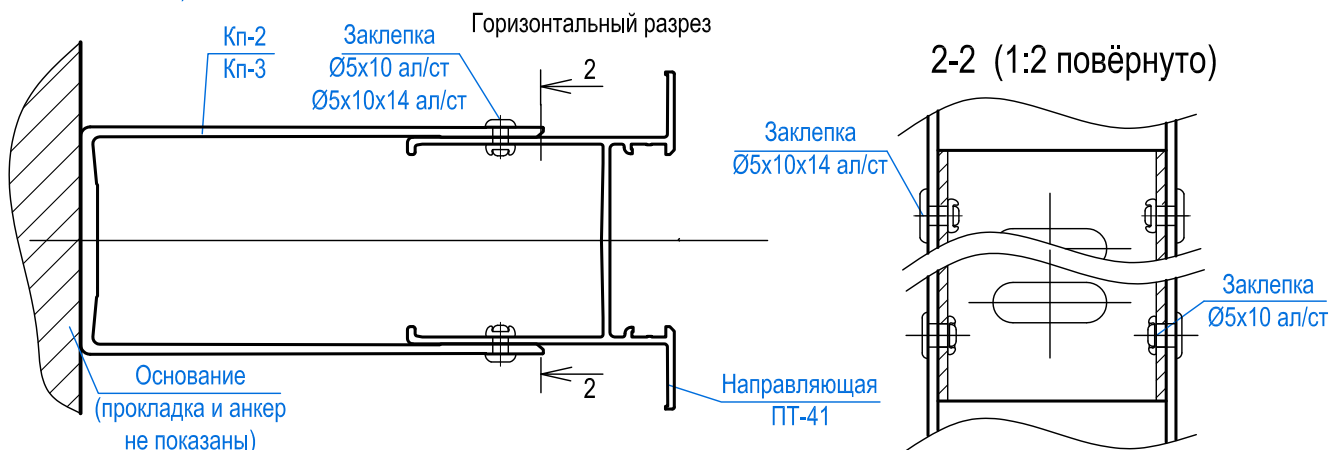 Горизонтальный разрез
Кп-2
Кп-3
Заклепка
Ø5x10 ал/ст
Ø5x10x14 ал/ст
2
2
Основание
(прокладка и анкер
не показаны)
Направляющая
ПТ-41
2-2 (1:2 повёрнуто)
Заклепка
Ø5x10x14 ал/ст
Заклепка
Ø5x10 ал/ст